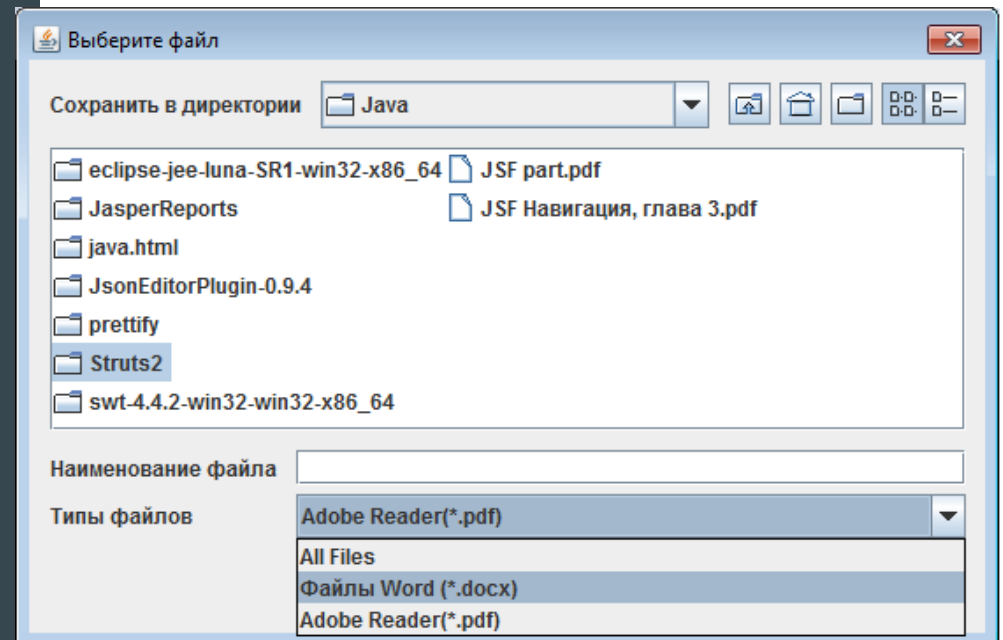 Выберите файл
Сохранить в директории Java
eclipse-jee-luna-SR1-win32-x86_64 JSF part.pdf
JasperReports JSF Навигация, глава 3.pdf
java.html
JsonEditorPlugin-0.9.4
prettify
Struts2
swt-4.4.2-win32-win32-x86_64
Наименование файла
Типы файлов Adobe Reader(*.pdf)
All Files
Файлы Word (*.docx)
Adobe Reader(*.pdf)